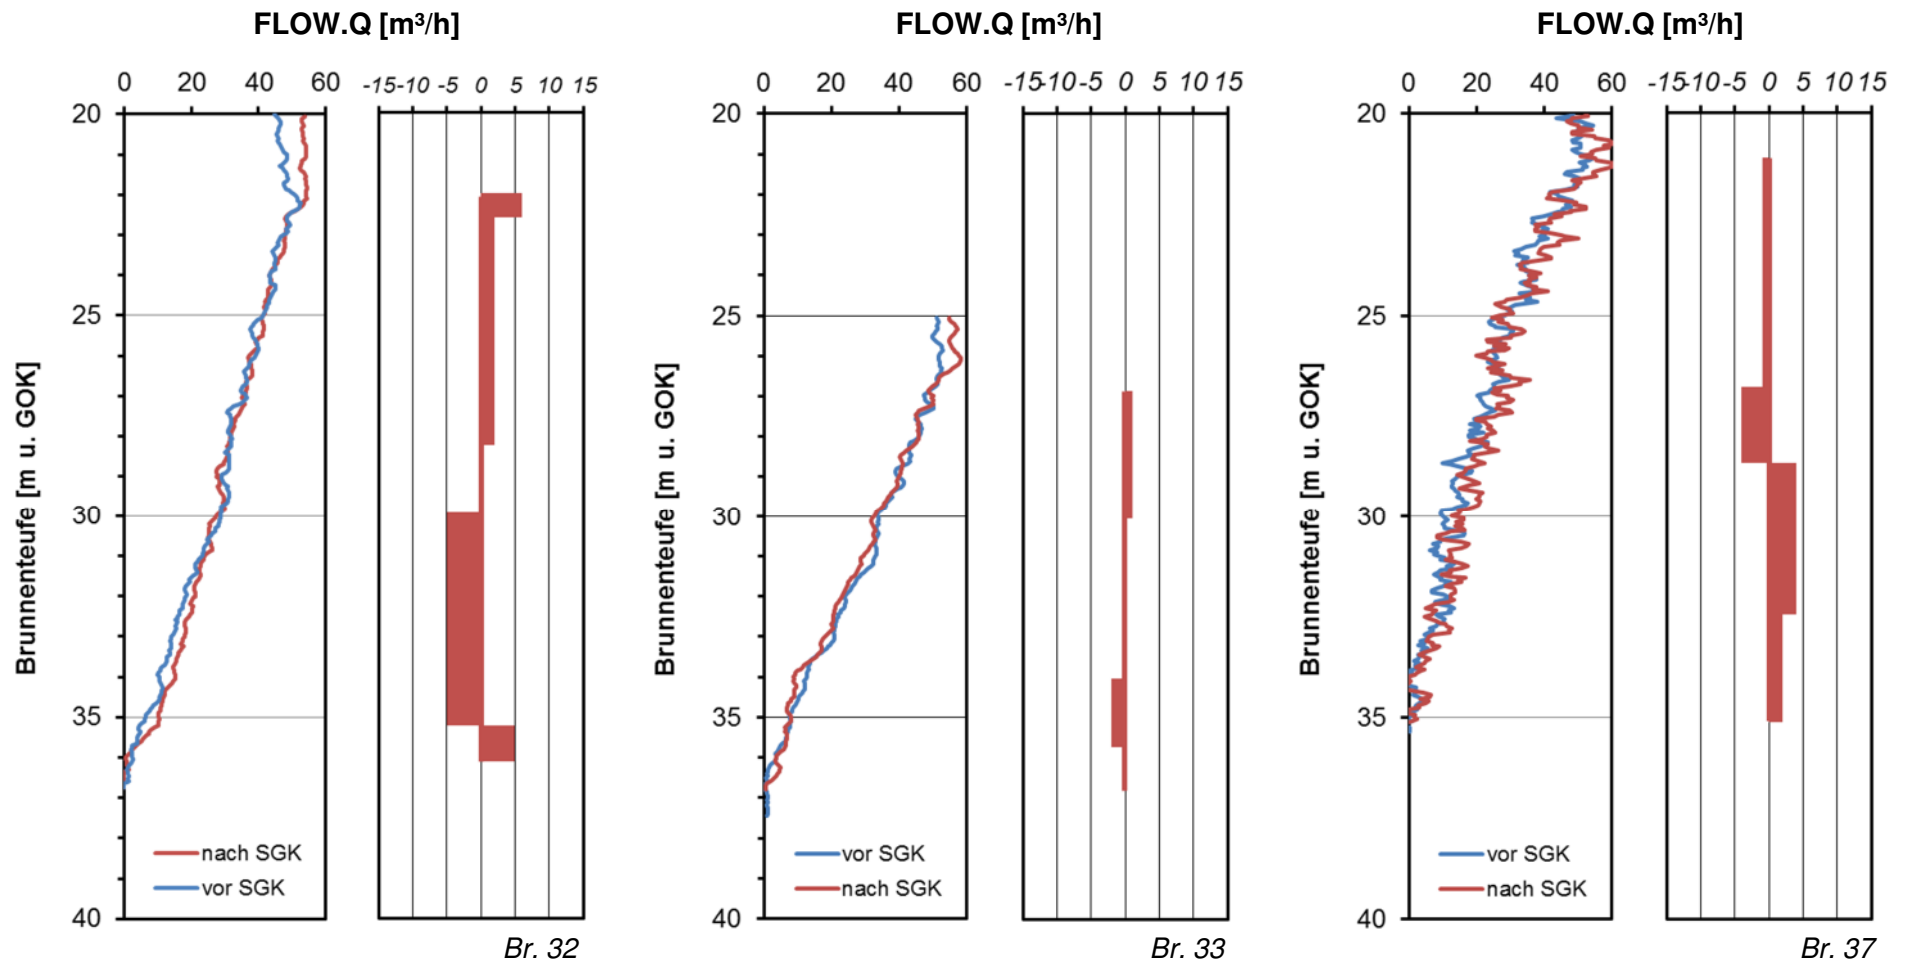 FLOW.Q [m³/h]
0 20 40 60
-15 -10 -5 0 5 10 15
20
25
30
35
40
Brunnenteufe [m u. GOK]
nach SGK
vor SGK
Br. 32
FLOW.Q [m³/h]
0 20 40 60
-15 -10 -5 0 5 10 15
20
25
30
35
40
Brunnenteufe [m u. GOK]
vor SGK
nach SGK
Br. 33
FLOW.Q [m³/h]
0 20 40 60
-15 -10 -5 0 5 10 15
20
25
30
35
40
Brunnenteufe [m u. GOK]
vor SGK
nach SGK
Br. 37